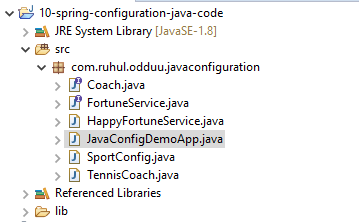 10-spring-configuration-java-code
JRE System Library [JavaSE-1.8]
src
com.ruhul.odduu.javaconfiguration
Coach.java
FortuneService.java
HappyFortuneService.java
JavaConfigDemoApp.java
SportConfig.java
TennisCoach.java
Referenced Libraries
lib